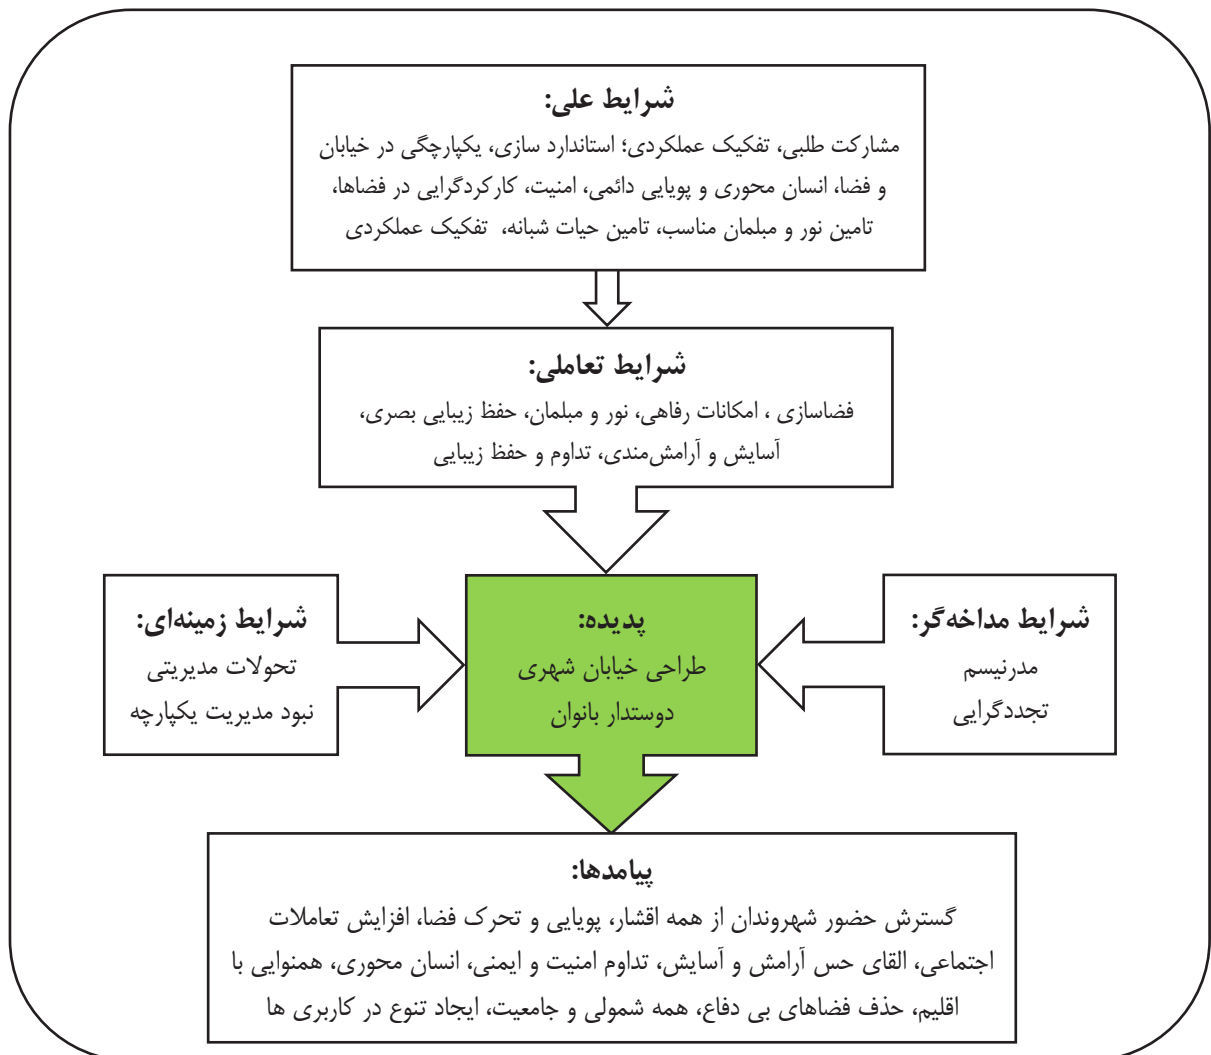 شرایط علی:
مشارکت طلبی، تفکیک عملکردی؛ استاندارد سازی، یکپارچگی در خیابان
و فضا، انسان محوری و پویایی دائمی، امنیت، کارکردگرایی در فضاها،
تامین نور و مبلمان مناسب، تامین حیات شبانه، تفکیک عملکردی
شرایط تعاملی:
فضاسازی ، امکانات رفاهی، نور و مبلمان، حفظ زیبایی بصری،
آسایش و آرامش‌مندی، تداوم و حفظ زیبایی
شرایط مداخه‌گر:
مدرنیسم
تجددگرایی
پدیده:
طراحی خیابان شهری
دوستدار بانوان
شرایط زمینه‌ای:
تحولات مدیریتی
نبود مدیریت یکپارچه
پیامدها:
گسترش حضور شهروندان از همه اقشار، پویایی و تحرک فضا، افزایش تعاملات
اجتماعی، القای حس آرامش و آسایش، تداوم امنیت و ایمنی، انسان محوری، همنوایی با
اقلیم، حذف فضاهای بی دفاع، همه شمولی و جامعیت، ایجاد تنوع در کاربری ها